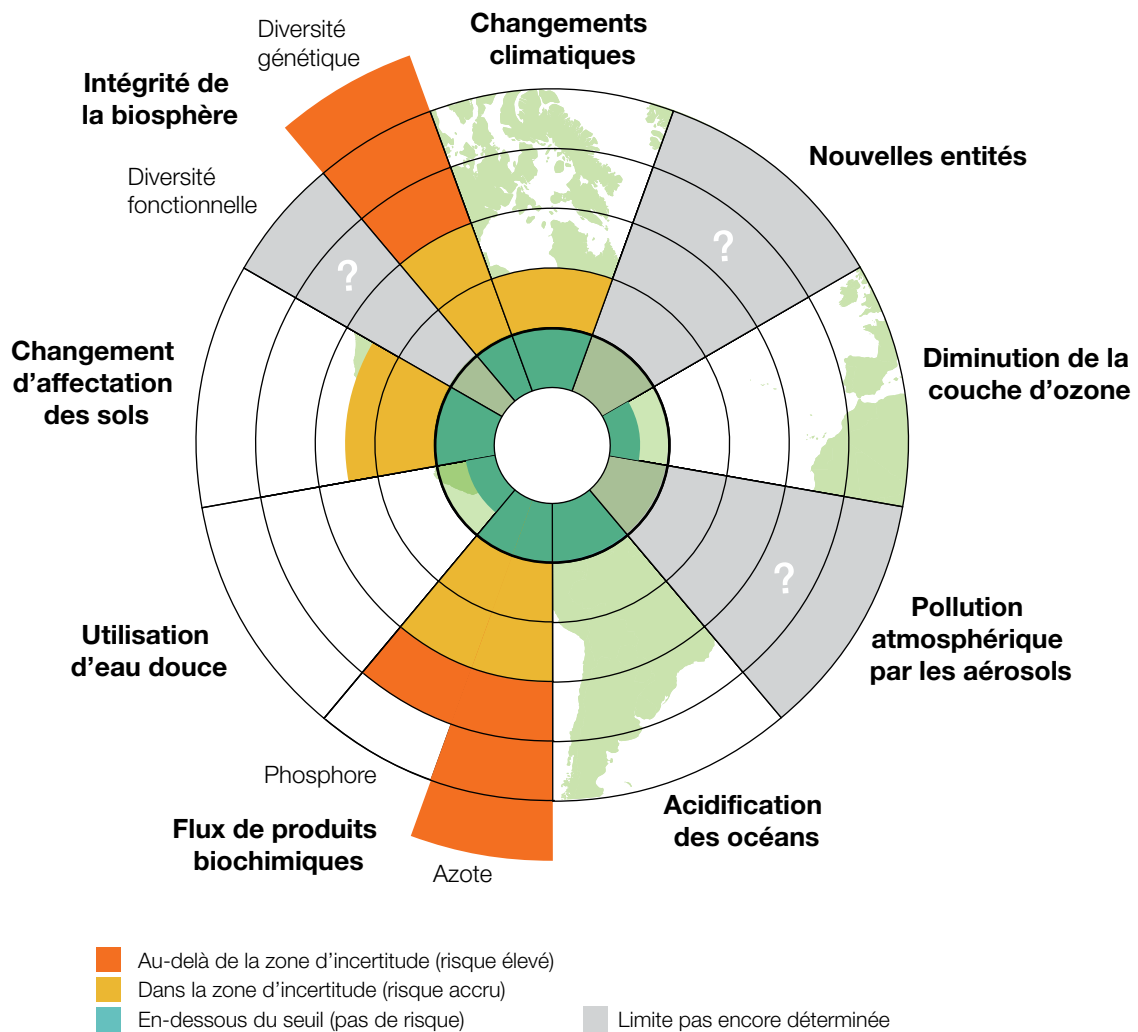 Diversité
génétique
Changements
climatiques
Intégrité de
la biosphère
Nouvelles entités
Diversité
fonctionnelle
?
?
Changement
d'affectation
des sols
Diminution de la
couche d'ozone
?
Utilisation
d'eau douce
Pollution
atmosphérique
par les aérosols
Phosphore
Acidification
des océans
Flux de produits
biochimiques
Azote
Au-delà de la zone d'incertitude (risque élevé)
Dans la zone d'incertitude (risque accru)
En-dessous du seuil (pas de risque)
Limite pas encore déterminée